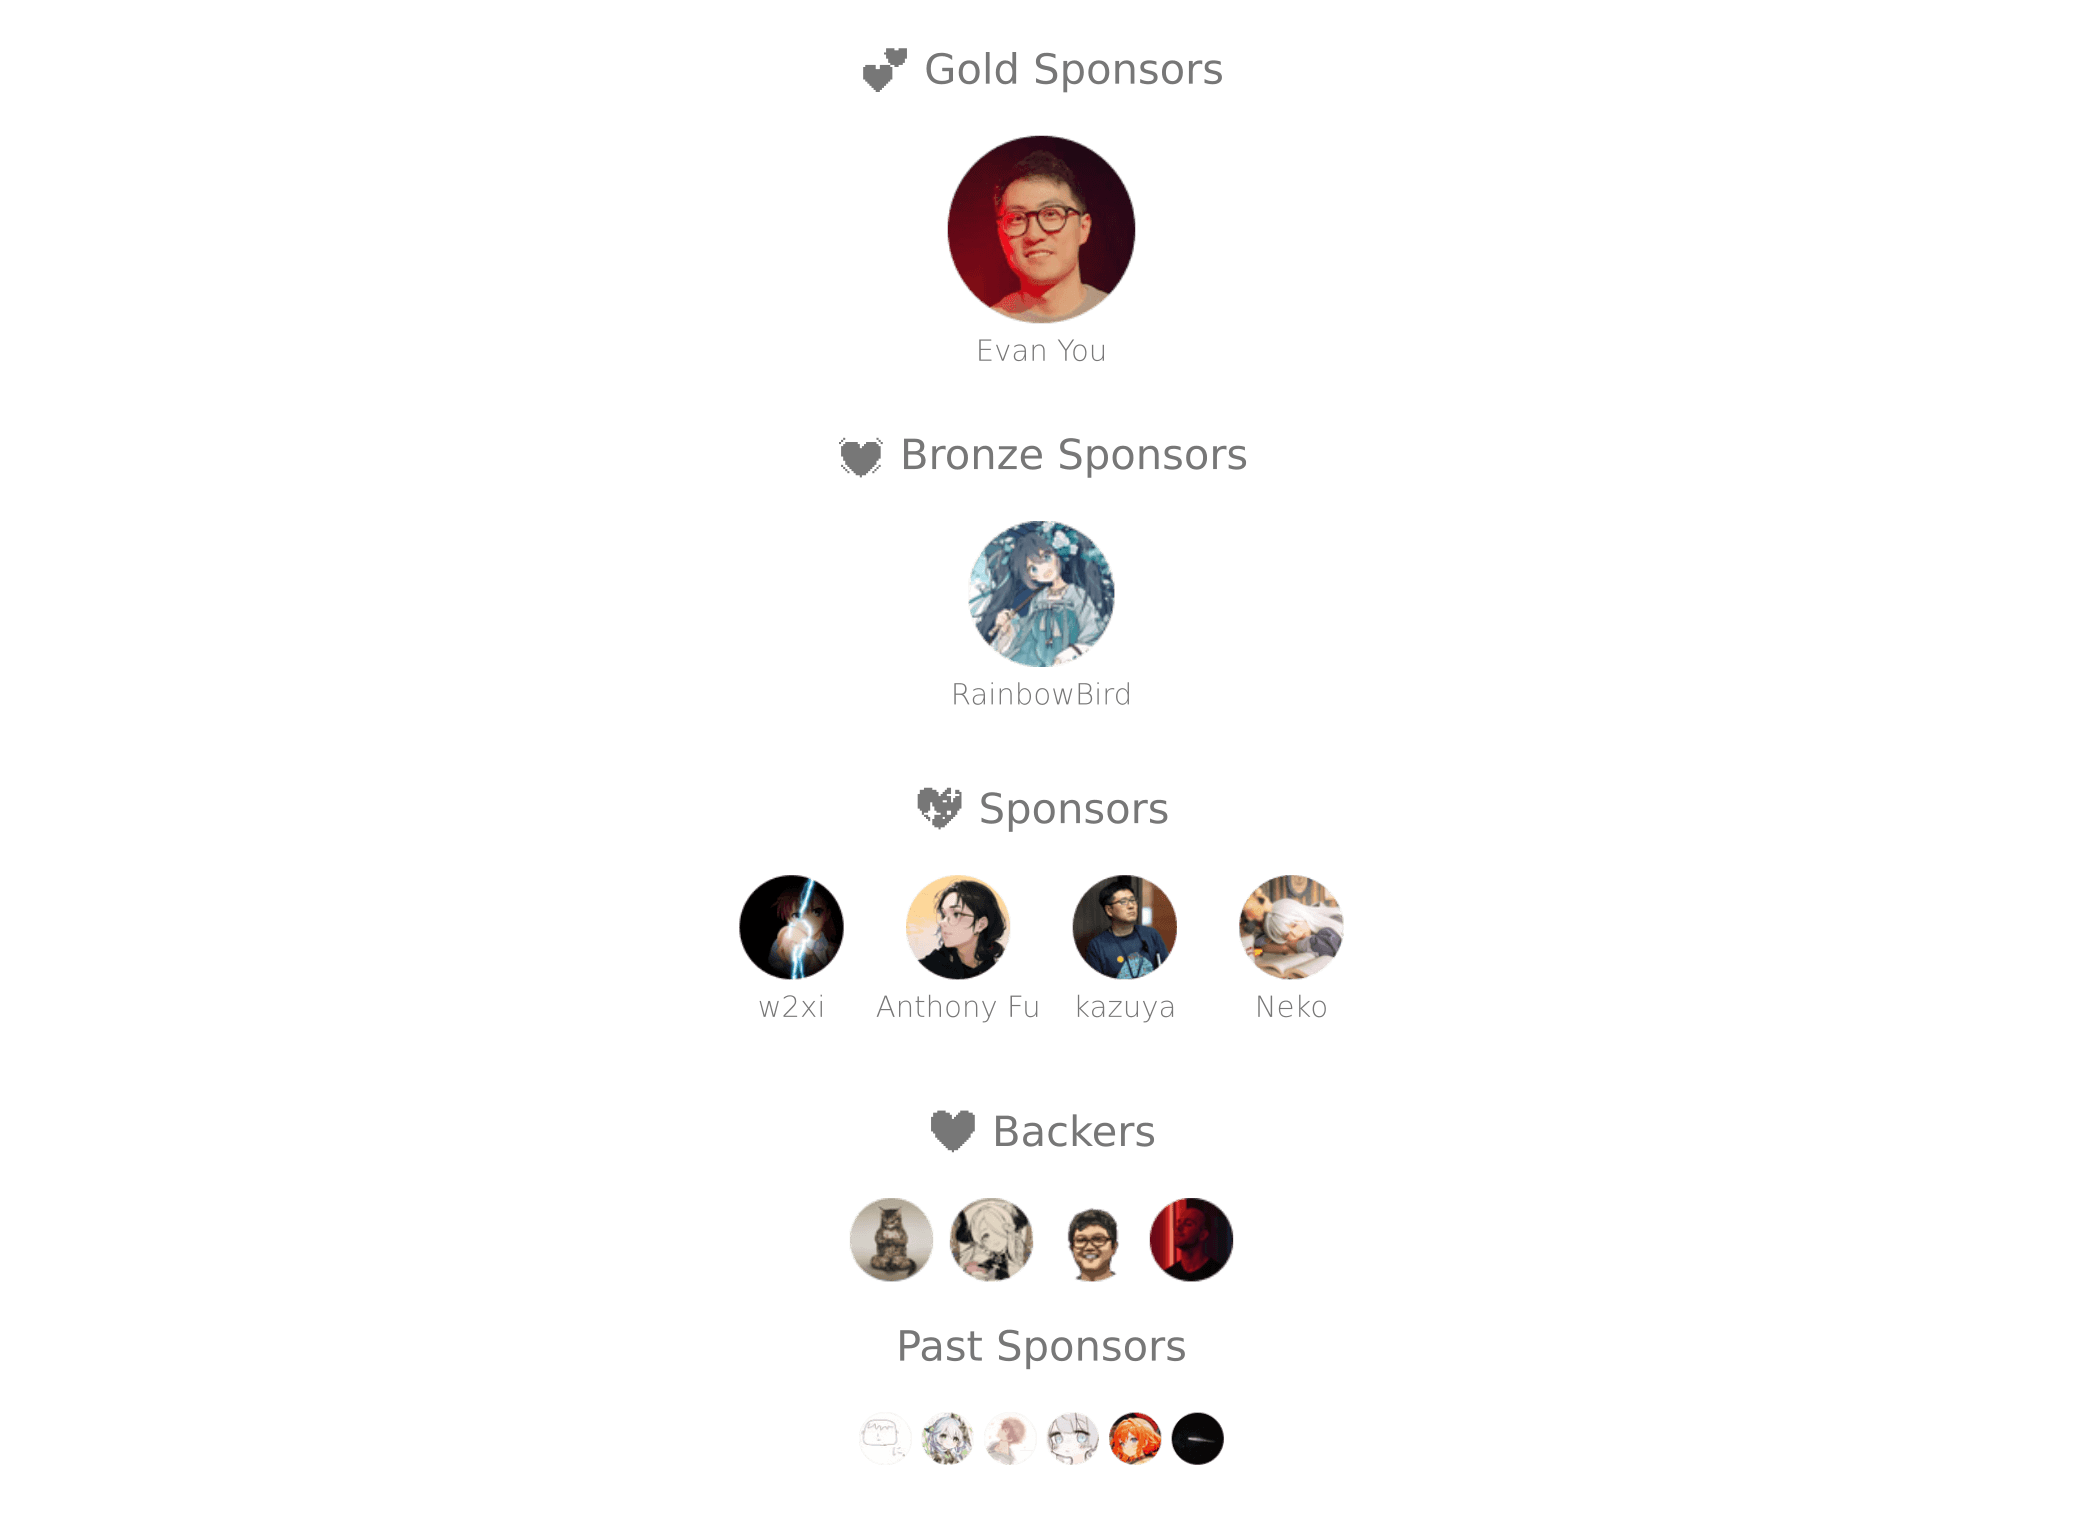 Gold Sponsors
Evan You
Bronze Sponsors
RainbowBird
Sponsors
w2xi Anthony Fu kazuya Neko
Backers
Past Sponsors